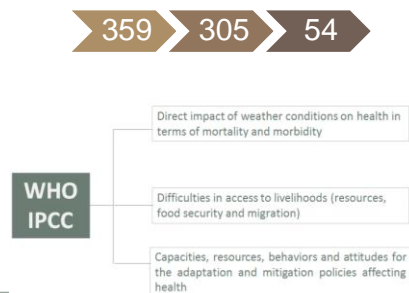 359 305 54
Direct impact of weather conditions on health in
terms of mortality and morbidity
WHO
IPCC
Difficulties in access to livelihoods (resources,
food security and migration)
Capacities, resources, behaviors and attitudes for
the adaptation and mitigation policies affecting
health